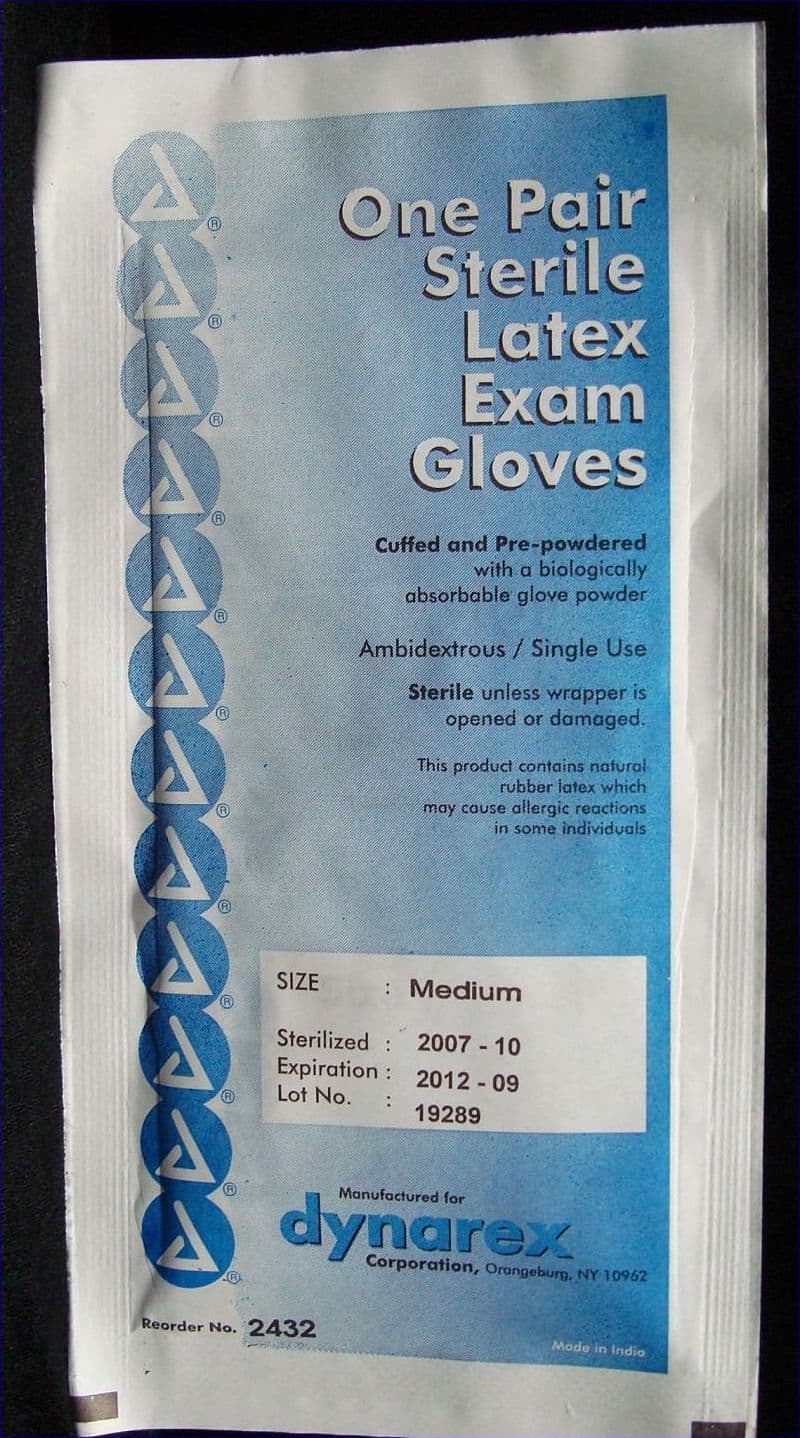 One Pair
Sterile
Latex
Exam
Gloves
Cuffed and Pre-powdered
with a biologically
absorbable glove powder
Ambidextrous / Single Use
Sterile unless wrapper is
opened or damaged.
This product contains natural
rubber latex which
may cause allergic reactions
in some individuals
SIZE : Medium
Sterilized : 2007 - 10
Expiration : 2012 - 09
Lot No. : 19289
Manufactured for
dynarex
Corporation, Orangeburg, NY 10962
Reorder No. 2432
Made in India
®
®
®
®
®
®
®
®
®
®
®
®